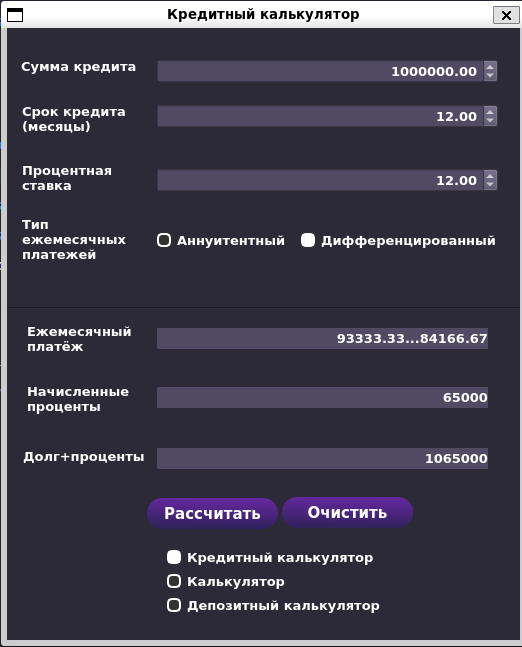 Кредитный калькулятор
Сумма кредита
1000000.00
Срок кредита
(месяцы)
12.00
Процентная
ставка
12.00
Тип
ежемесячных
платежей
Аннуитентный
Дифференцированный
Ежемесячный
платёж
93333.33...84166.67
Начисленные
проценты
65000
Долг+проценты
1065000
Рассчитать
Очистить
Кредитный калькулятор
Калькулятор
Депозитный калькулятор